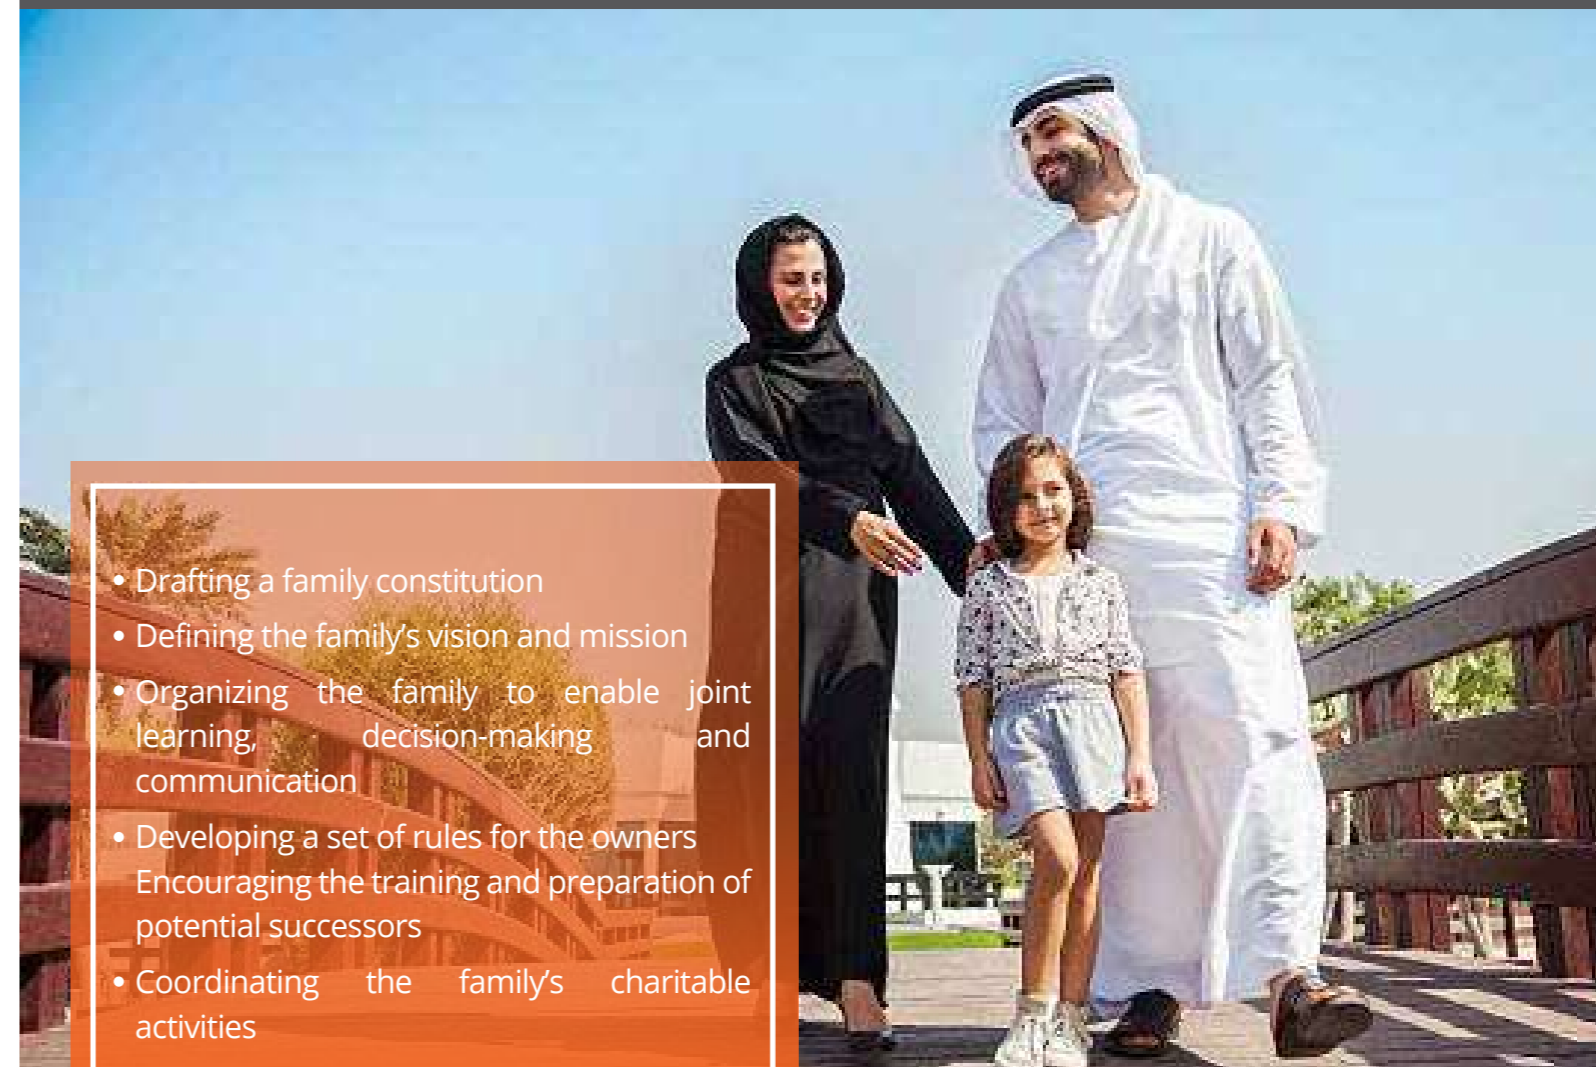 • Drafting a family constitution
• Defining the family’s vision and mission
• Organizing the family to enable joint
learning, decision-making and
communication
• Developing a set of rules for the owners
Encouraging the training and preparation of
potential successors
• Coordinating the family’s charitable
activities